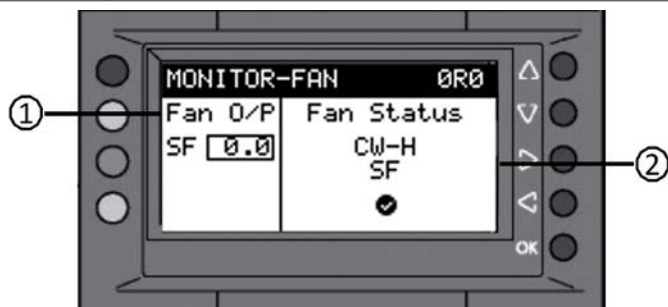 MONITOR-FAN 0R0
① Fan O/P Fan Status
SF 0.0 CW-H
SF
②
OK